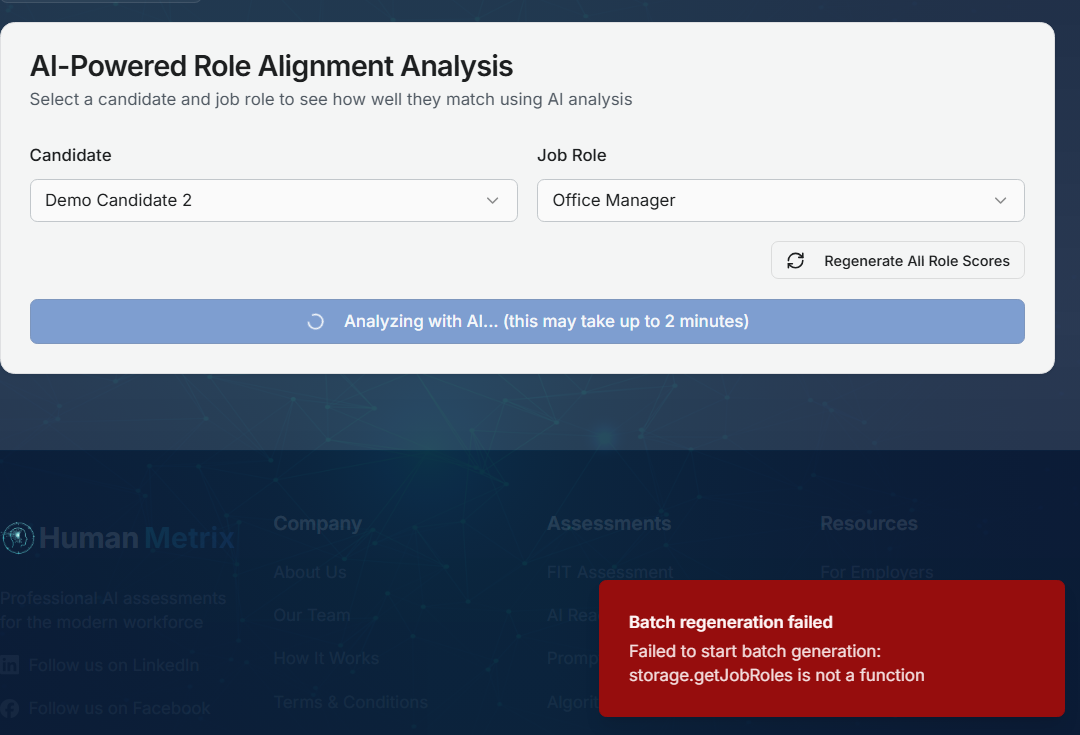 AI-Powered Role Alignment Analysis
Select a candidate and job role to see how well they match using AI analysis
Candidate
Job Role
Demo Candidate 2
Office Manager
Regenerate All Role Scores
Analyzing with AI... (this may take up to 2 minutes)
Human Metrix
Professional AI assessments
for the modern workforce
Follow us on LinkedIn
Follow us on Facebook
Company
About Us
Our Team
How It Works
Terms & Conditions
Assessments
FIT Assessment
AI Rea
Promp
Algorit
Resources
For Employers
Batch regeneration failed
Failed to start batch generation:
storage.getJobRoles is not a function